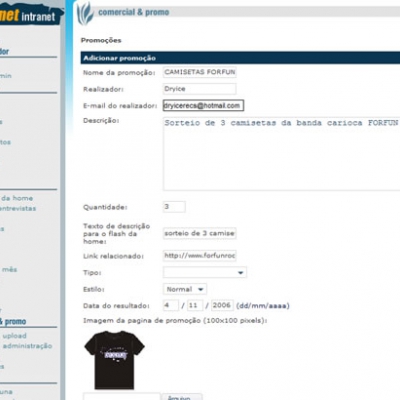 net intranet
comercial & promo
Promoções
Adicionar promoção
Nome da promoção: CAMISETAS FORFUN
Realizador: Dryice
E-mail do realizador: dryicerecs@hotmail.com
Descrição: Sorteio de 3 camisetas da banda carioca FORFUN
Quantidade: 3
Texto de descrição para o flash da home: sorteio de 3 camise
Link relacionado: http://www.forfunroc
Tipo:
Estilo: Normal
Data do resultado: 4 / 11 / 2006 (dd/mm/aaaa)
Imagem da pagina de promoção (100x100 pixels):
Arquivo...
dor
min
s
tos
da home
entrevistas
s
mês
& promo
upload
administração
s
una